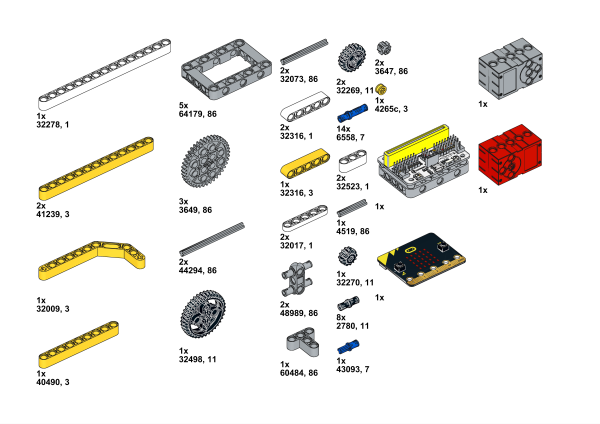 1x
32278, 1
2x
41239, 3
1x
32009, 3
1x
40490, 3
5x
64179, 86
3x
3649, 86
2x
44294, 86
1x
32498, 11
2x
32073, 86
2x
32316, 1
1x
32316, 3
2x
32017, 1
2x
48989, 86
1x
60484, 86
2x
32269, 11
14x
6558, 7
2x
32523, 1
1x
4519, 86
1x
32270, 11
8x
2780, 11
1x
43093, 7
2x
3647, 86
1x
4265c, 3
1x
1x
1x
1x